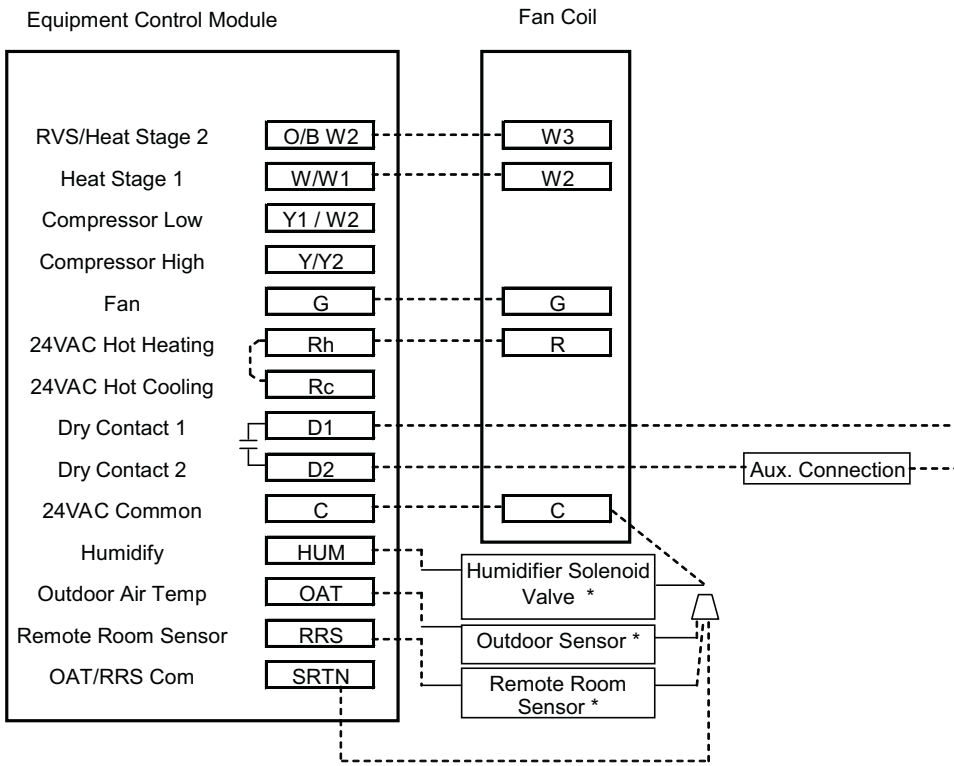 Equipment Control Module
Fan Coil
RVS/Heat Stage 2 O/B W2 W3
Heat Stage 1 W/W1 W2
Compressor Low Y1 / W2
Compressor High Y/Y2
Fan G G
24VAC Hot Heating Rh R
24VAC Hot Cooling Rc
Dry Contact 1 D1
Dry Contact 2 D2 Aux. Connection
24VAC Common C C
Humidify HUM
Humidifier Solenoid
Valve *
Outdoor Air Temp OAT
Outdoor Sensor *
Remote Room Sensor RRS
Remote Room
Sensor *
OAT/RRS Com SRTN